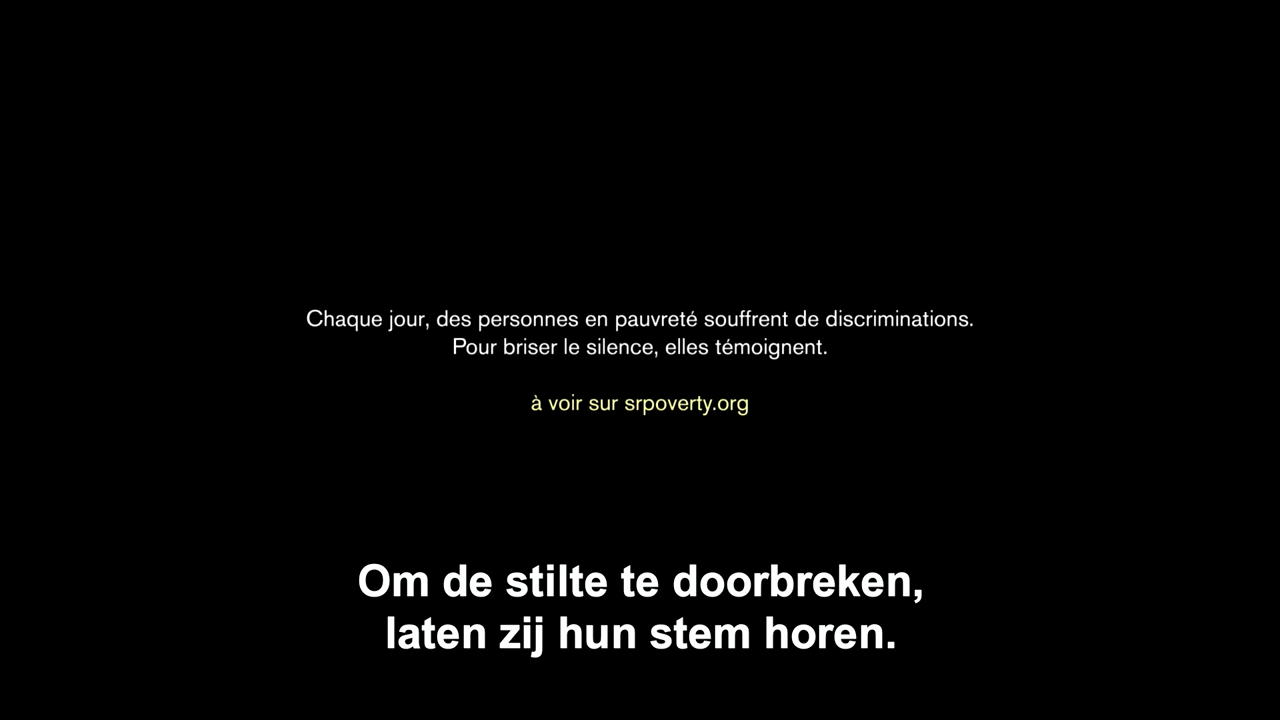 Chaque jour, des personnes en pauvreté souffrent de discriminations.
Pour briser le silence, elles témoignent.
à voir sur srpoverty.org
Om de stilte te doorbreken,
laten zij hun stem horen.